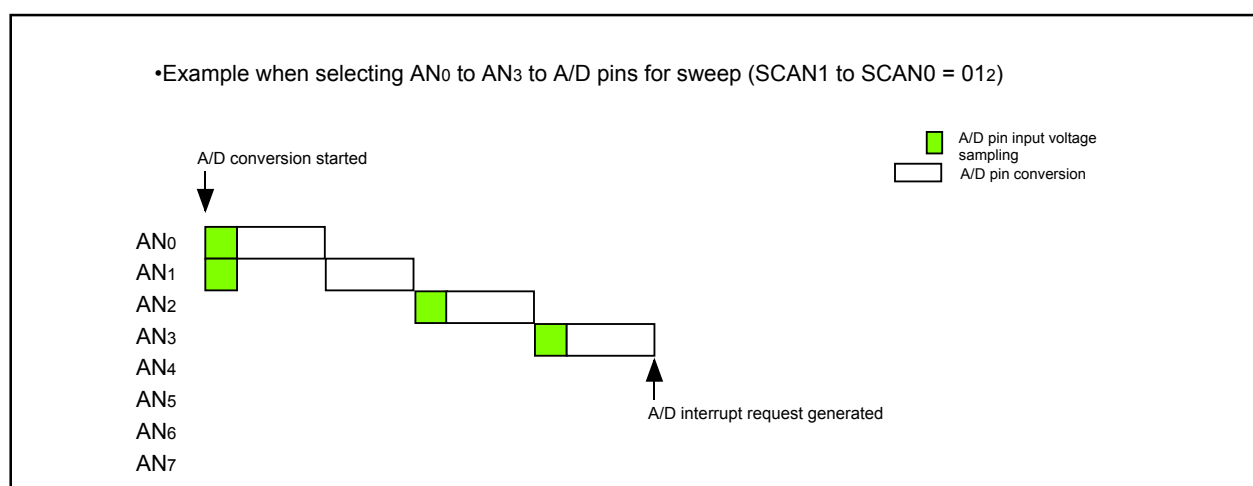 •Example when selecting AN0 to AN3 to A/D pins for sweep (SCAN1 to SCAN0 = 012)
A/D pin input voltage
sampling
A/D pin conversion
A/D conversion started
AN0
AN1
AN2
AN3
AN4
AN5
AN6
AN7
A/D interrupt request generated